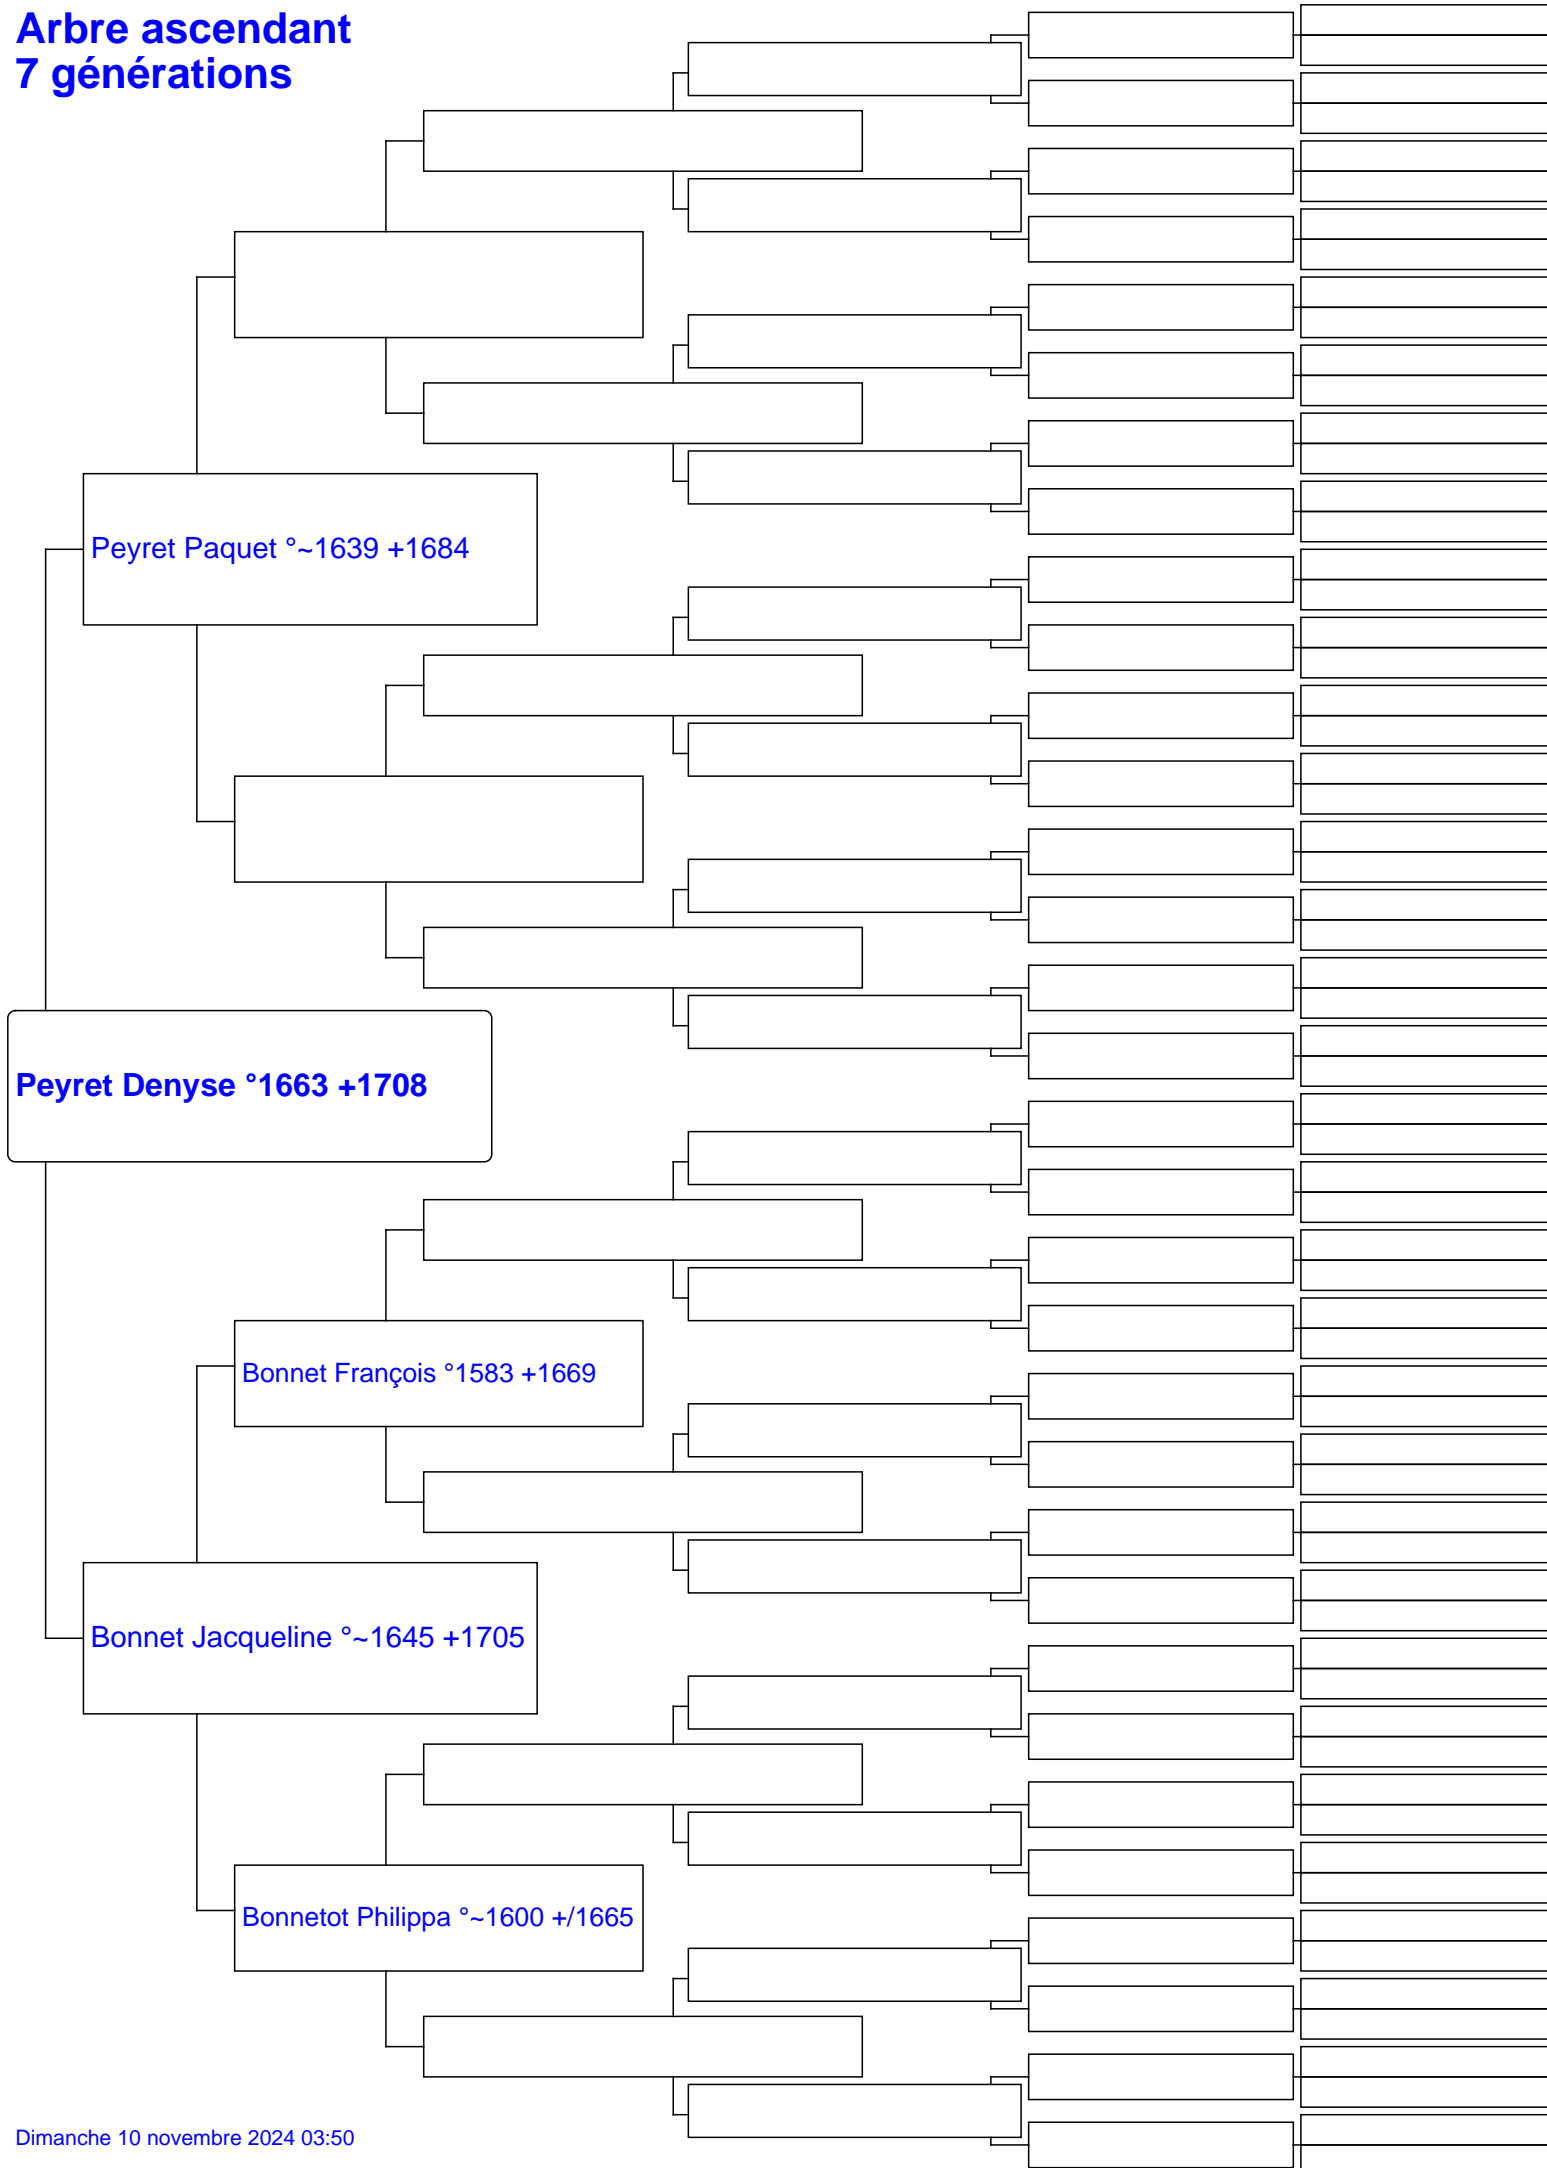 Arbre ascendant
7 générations
Peyret Paquet °~1639 +1684
Peyret Denyse °1663 +1708
Bonnet François °1583 +1669
Bonnet Jacqueline °~1645 +1705
Bonnetot Philippa °~1600 +/1665
Dimanche 10 novembre 2024 03:50